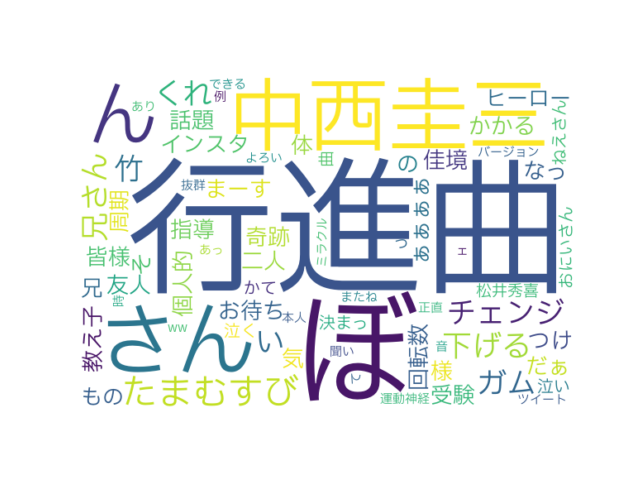 できる
あり
例
くれ
ん
中西圭三
ヒーロー
話題
インスタ
体
曲
かかる
ねえさん
よろい
の
佳境
バージョン
なっ
兄さん
竹
抜群
まーす
行進曲
ああああ
周期
指導
奇跡
ミラクル
っ
ェ
おにいさん
皆様
そ
あっ
二人
個人的
友人
兄
かて
またね
松井秀喜
教え子
さん
ぼ
お待ち
本人
決まっ
正直
チェンジ
ww
泣く
い
気
聞い
回転数
音
下げる
つけ
様
だぁ
もの
たまむすび
て
運動神経
受験
ガム
泣い
ツイート